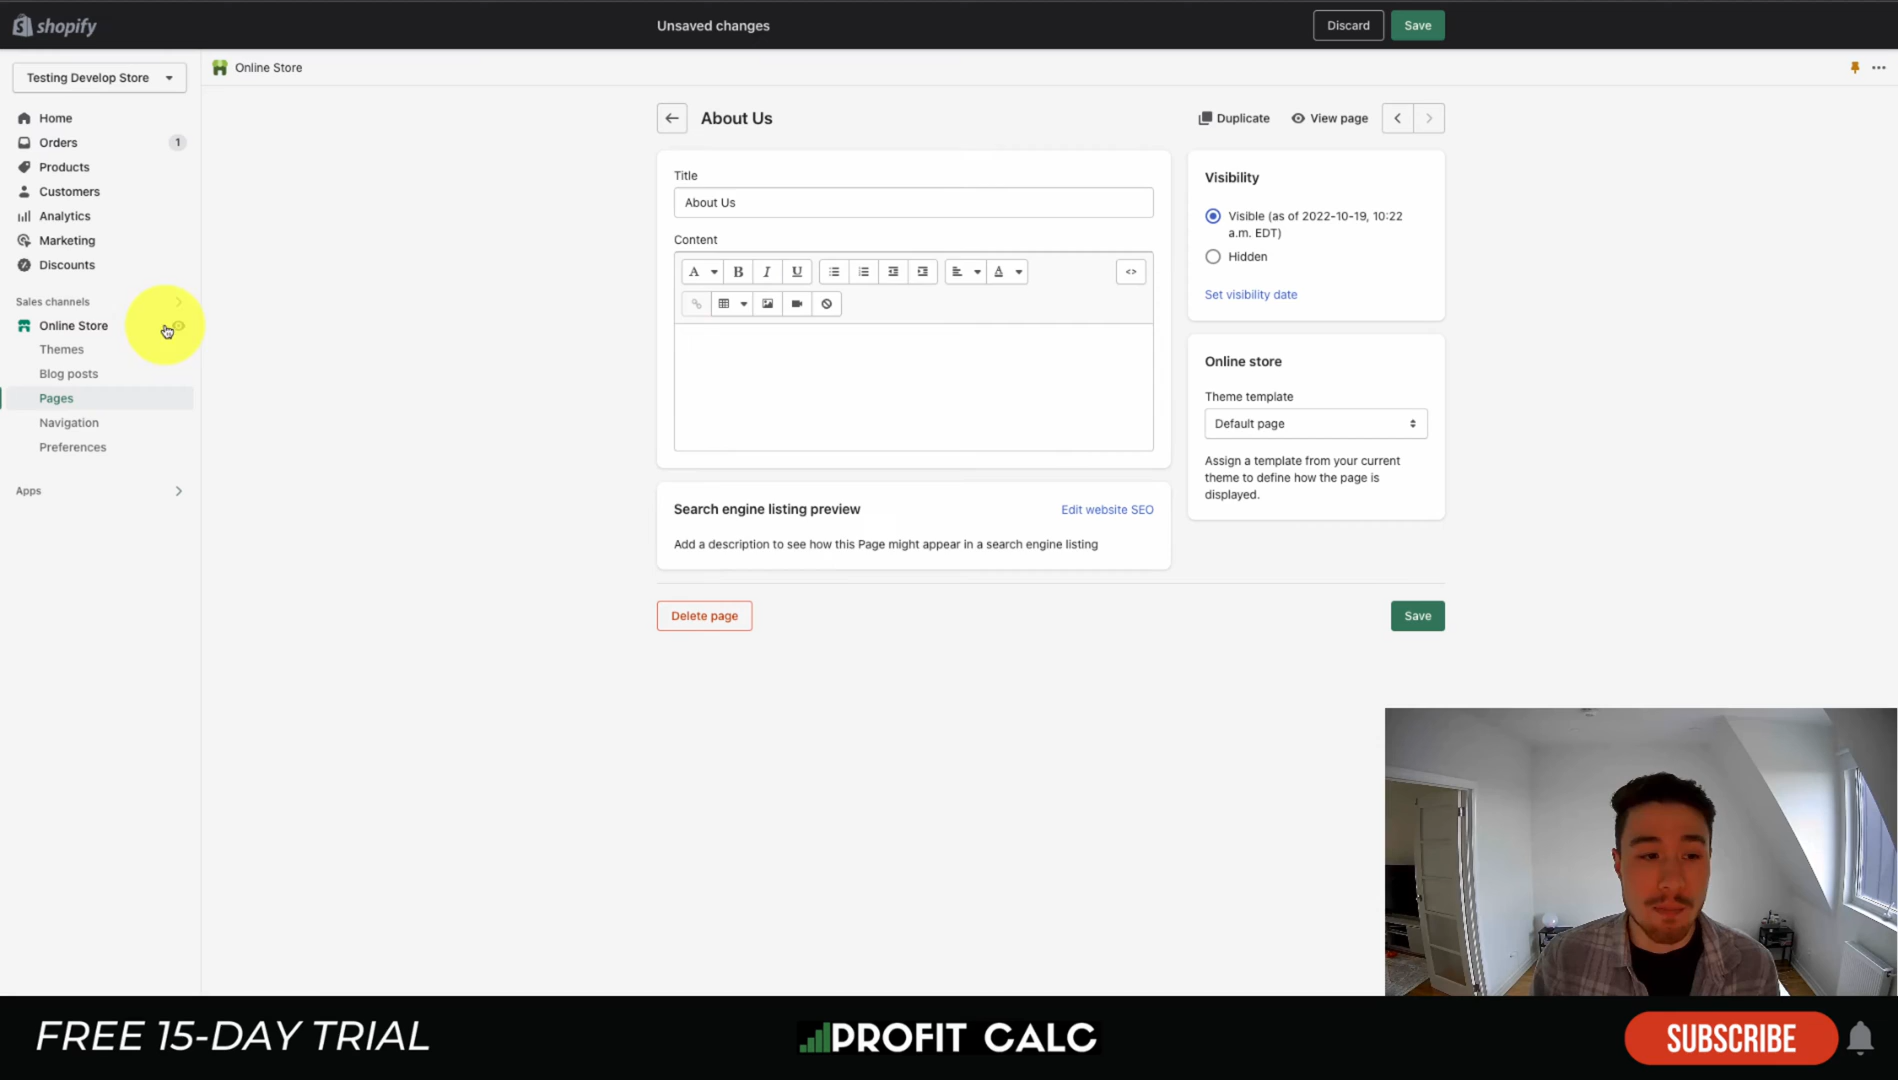 shopify
Unsaved changes
Discard
Save
Testing Develop Store
Online Store
Home
Orders
1
Products
Customers
Analytics
Marketing
Discounts
Sales channels
Online Store
Themes
Blog posts
Pages
Navigation
Preferences
Apps
About Us
Duplicate
View page
Title
About Us
Content
A
B
I
U
A
<>
Visibility
Visible (as of 2022-10-19, 10:22
a.m. EDT)
Hidden
Set visibility date
Online store
Theme template
Default page
Assign a template from your current
theme to define how the page is
displayed.
Search engine listing preview
Edit website SEO
Add a description to see how this Page might appear in a search engine listing
Delete page
Save
FREE 15-DAY TRIAL
PROFIT CALC
SUBSCRIBE